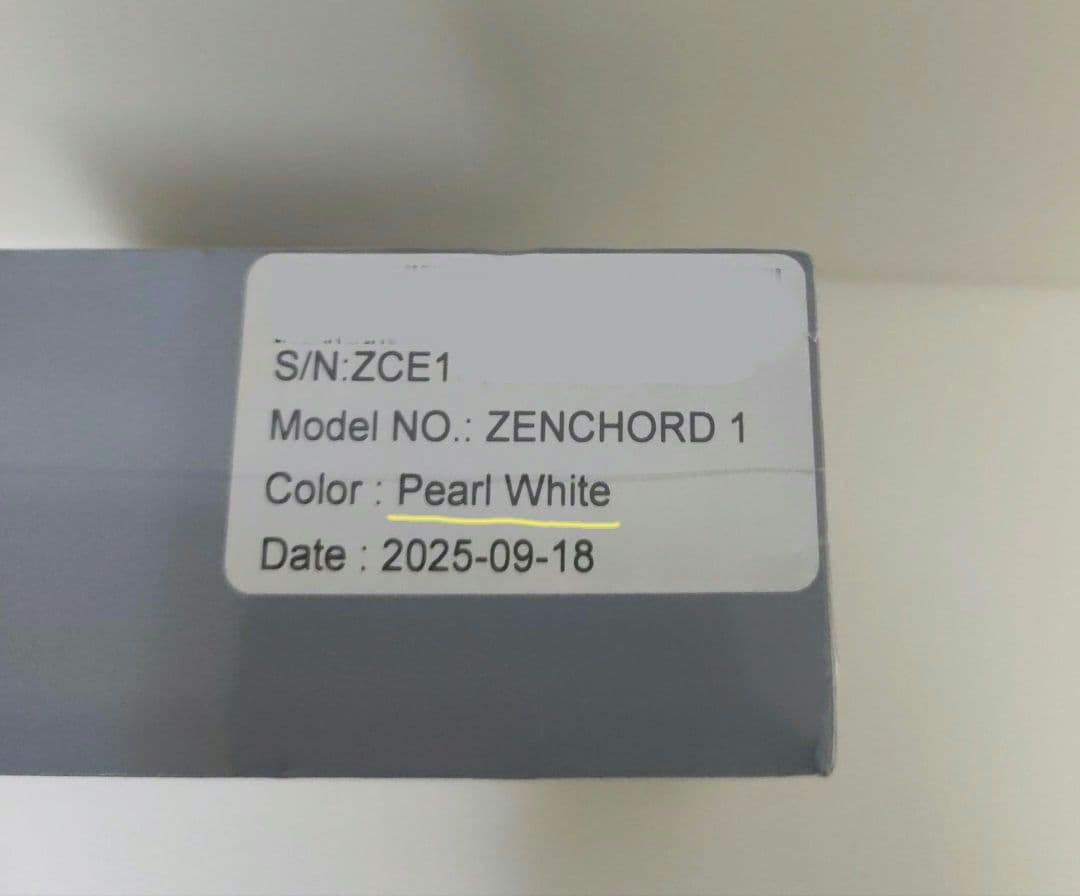 S/N:ZCE1
Model NO.: ZENCHORD 1
Color : Pearl White
Date : 2025-09-18